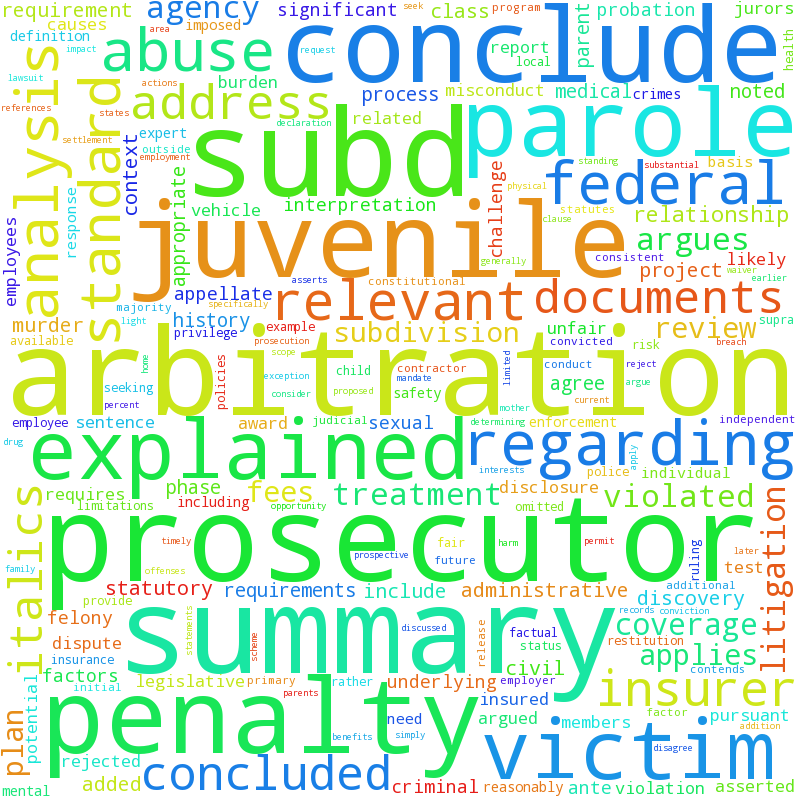 requirement
agency
significant
class
program
seek
probation
jurors
causes
imposed
conclude
parent
definition
impact
area
abuse
report
local
request
health
lawsuit
actions
burden
misconduct
medical
crimes
noted
references
states
address
process
related
parole
analysis
standard
settlement
expert
outside
employment
declaration
subd
standing
substantial
basis
context
federal
response
appropriate
challenge
physical
statutes
clause
vehicle
interpretation
relationship
employees
juvenile
argues
generally
consistent
waiver
earlier
likely
project
asserts
constitutional
appellate
specifically
relevant
documents
majority
light
privilege
history
example
supra
murder
available
prosecution
subdivision
unfair
review
convicted
risk
breach
scope
arbitration
home
policies
exception
child
contractor
mandate
limited
conduct
reject
argue
seeking
percent
consider
proposed
safety
agree
current
mother
employee
sentence
award
judicial
sexual
determining
enforcement
independent
drug
explained
interests
apply
regarding
police
individual
requires
limitations
phase
including
fees
opportunity
treatment
disclosure
omitted
violated
italics
prosecutor
fair
future
harm
permit
ruling
later
test
timely
prospective
litigation
family
offenses
statutory
requirements
include
administrative
discovery
additional
provide
felony
statements
summary
discussed
release
factual
status
records
conviction
restitution
coverage
dispute
scheme
civil
contends
applies
insurance
factors
initial
potential
legislative
primary
parents
rather
underlying
employer
insured
insurer
plan
penalty
need
argued
members
factor
pursuant
addition
rejected
benefits
simply
victim
disagree
mental
added
concluded
criminal
reasonably
ante
violation
asserted